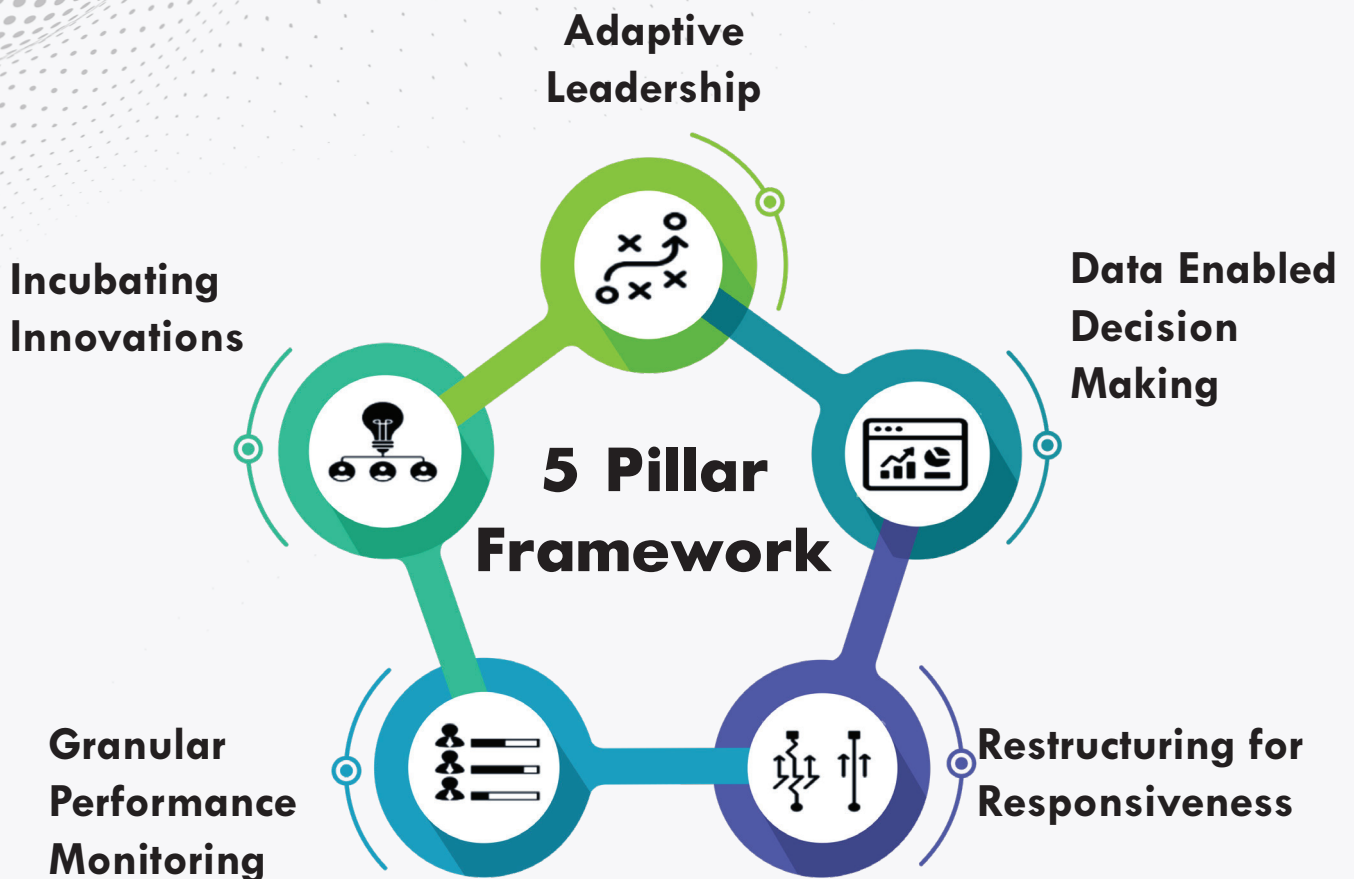 Adaptive
Leadership
Incubating
Innovations
Data Enabled
Decision
Making
5 Pillar
Framework
Granular
Performance
Monitoring
Restructuring for
Responsiveness